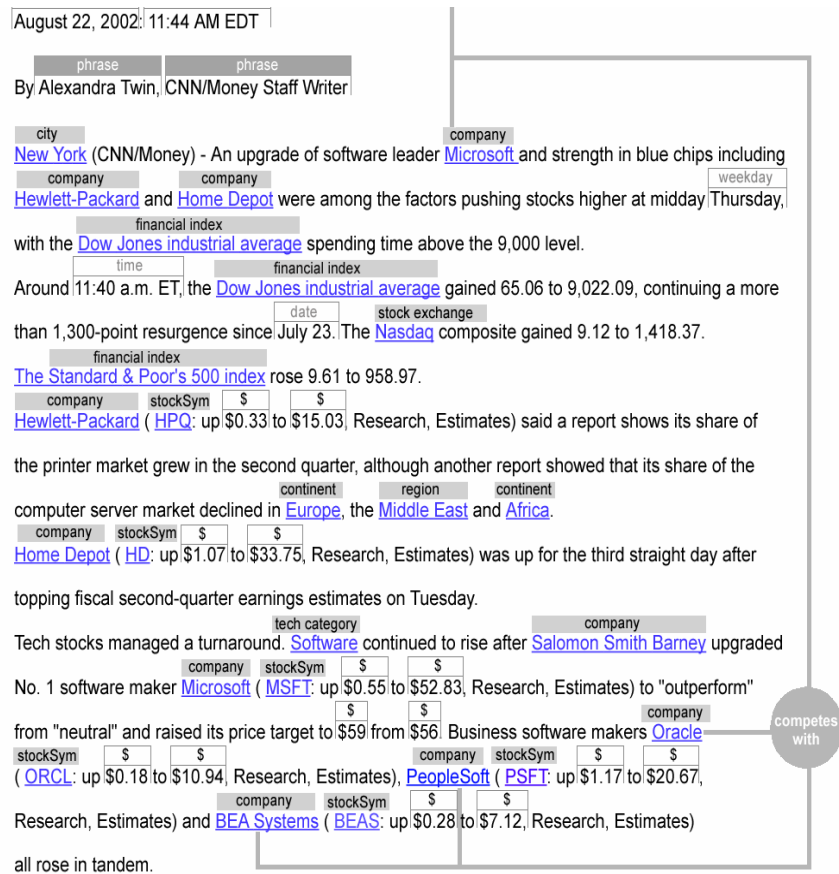 August 22, 2002: 11:44 AM EDT
phrase phrase
By Alexandra Twin, CNN/Money Staff Writer
city company
New York (CNN/Money) - An upgrade of software leader Microsoft and strength in blue chips including
company company weekday
Hewlett-Packard and Home Depot were among the factors pushing stocks higher at midday Thursday,
financial index
with the Dow Jones industrial average spending time above the 9,000 level.
time financial index
Around 11:40 a.m. ET, the Dow Jones industrial average gained 65.06 to 9,022.09, continuing a more
date stock exchange
than 1,300-point resurgence since July 23. The Nasdaq composite gained 9.12 to 1,418.37.
financial index
The Standard & Poor's 500 index rose 9.61 to 958.97.
company stockSym $ $
Hewlett-Packard ( HPQ: up $0.33 to $15.03, Research, Estimates) said a report shows its share of
the printer market grew in the second quarter, although another report showed that its share of the
continent region continent
computer server market declined in Europe, the Middle East and Africa.
company stockSym $ $
Home Depot ( HD: up $1.07 to $33.75, Research, Estimates) was up for the third straight day after
topping fiscal second-quarter earnings estimates on Tuesday.
tech category company
Tech stocks managed a turnaround. Software continued to rise after Salomon Smith Barney upgraded
company stockSym $ $
No. 1 software maker Microsoft ( MSFT: up $0.55 to $52.83, Research, Estimates) to "outperform"
$ $ company
from "neutral" and raised its price target to $59 from $56. Business software makers Oracle
competes
with
stockSym $ $ company stockSym $ $
( ORCL: up $0.18 to $10.94, Research, Estimates), PeopleSoft ( PSFT: up $1.17 to $20.67,
company stockSym $ $
Research, Estimates) and BEA Systems ( BEAS: up $0.28 to $7.12, Research, Estimates)
all rose in tandem.